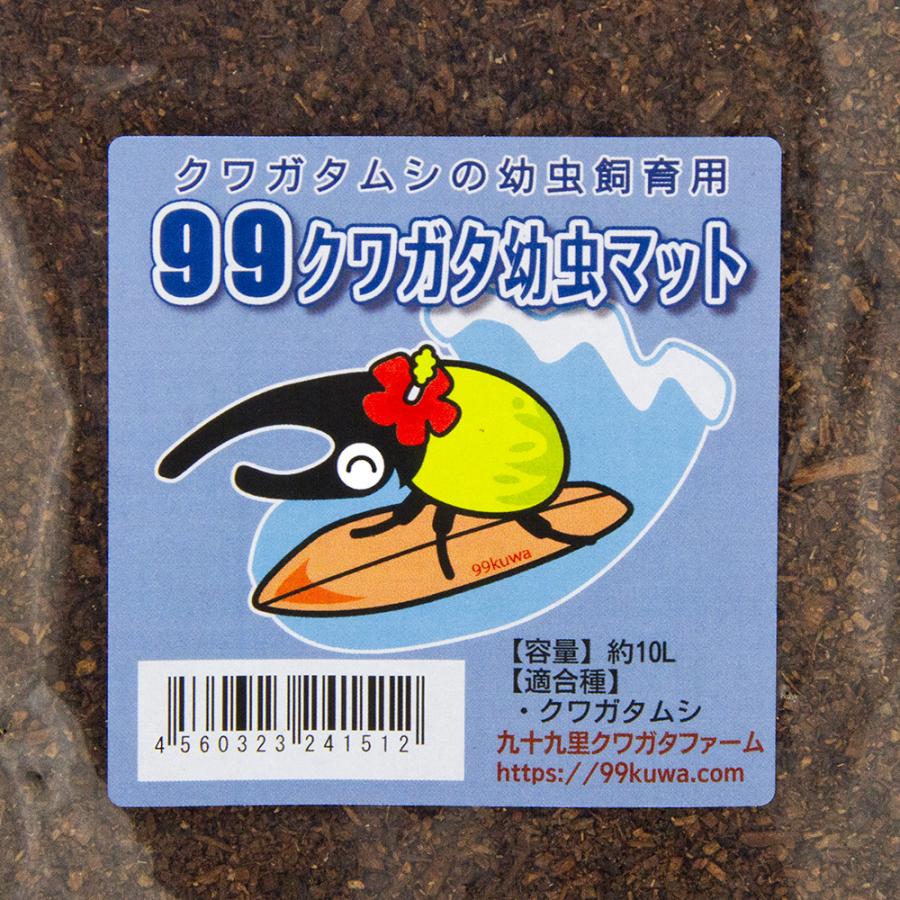 クワガタムシの幼虫飼育用
99クワガタ幼虫マット
99kuwa
【容量】約10L
【適合種】
・クワガタムシ
九十九里クワガタファーム
https://99kuwa.com
4560323241512